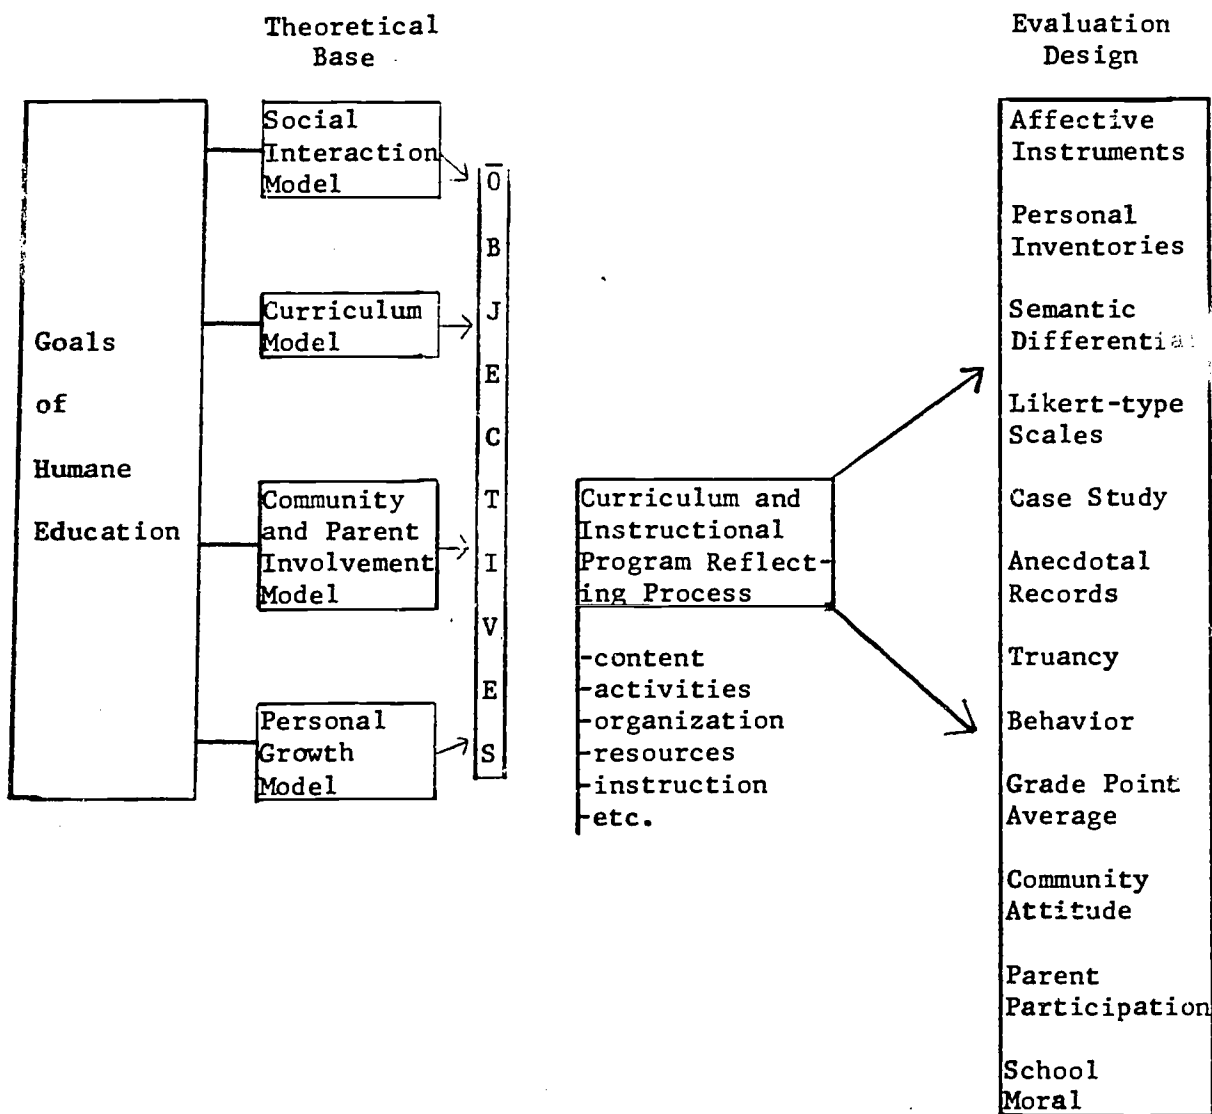 Theoretical
Base
Evaluation
Design
Goals
of
Humane
Education
Social
Interaction
Model
Curriculum
Model
Community
and Parent
Involvement
Model
Personal
Growth
Model
O
B
J
E
C
T
I
V
E
S
Curriculum and
Instructional
Program Reflect-
ing Process
-content
-activities
-organization
-resources
-instruction
-etc.
Affective
Instruments
Personal
Inventories
Semantic
Differential
Likert-type
Scales
Case Study
Anecdotal
Records
Truancy
Behavior
Grade Point
Average
Community
Attitude
Parent
Participation
School
Moral